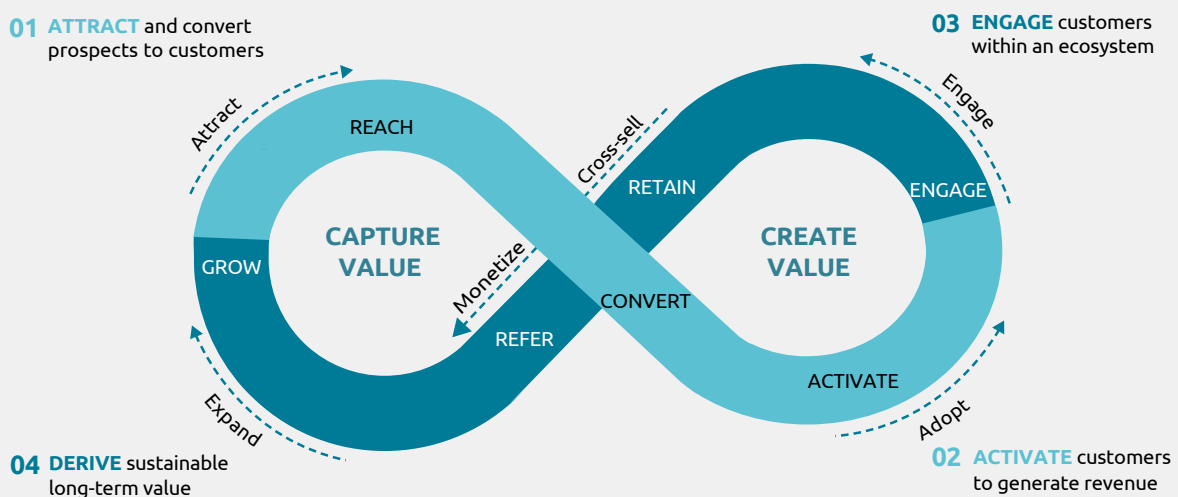 01 ATTRACT and convert
prospects to customers
03 ENGAGE customers
within an ecosystem
Attract
REACH
Cross-sell
RETAIN
Engage
ENGAGE
CAPTURE
VALUE
CREATE
VALUE
GROW
Monetize
CONVERT
REFER
ACTIVATE
Expand
Adopt
04 DERIVE sustainable
long-term value
02 ACTIVATE customers
to generate revenue